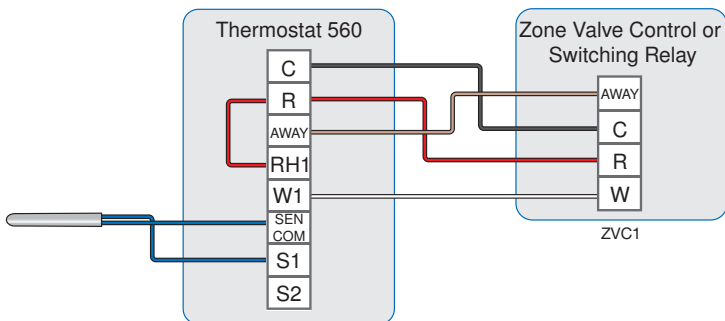 Thermostat 560
C
R
AWAY
RH1
W1
SEN
COM
S1
S2
Zone Valve Control or
Switching Relay
AWAY
C
R
W
ZVC1